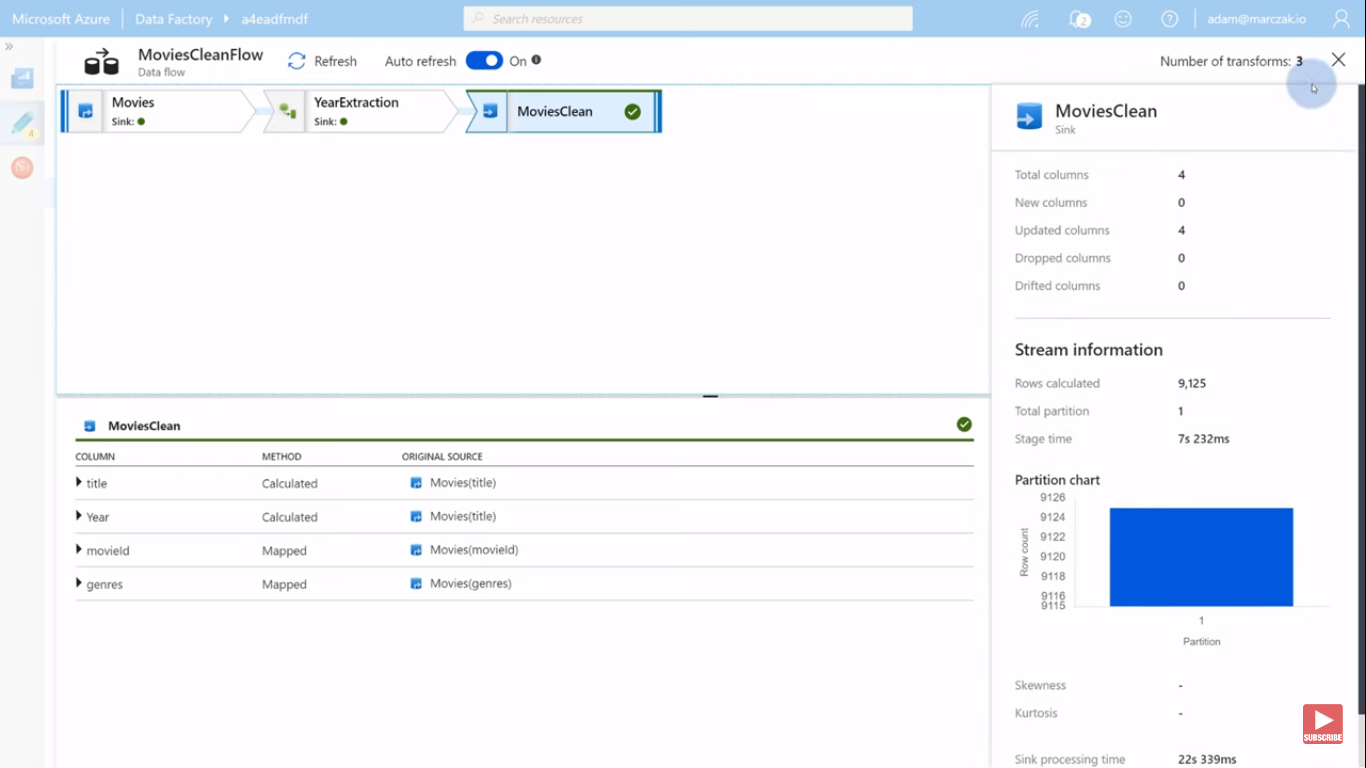 Microsoft Azure Data Factory a4eadfmdf Search resources 2 adam@marczak.io
MoviesCleanFlow
Data flow
Refresh Auto refresh On Number of transforms: 3
4
Movies
Sink:
YearExtraction
Sink:
MoviesClean
MoviesClean
Sink
Total columns 4
New columns 0
Updated columns 4
Dropped columns 0
Drifted columns 0
Stream information
Rows calculated 9,125
Total partition 1
Stage time 7s 232ms
Partition chart
9126
9124
9122
9120
9118
9116
9115
Row count
1
Partition
Skewness -
Kurtosis -
Sink processing time 22s 339ms
MoviesClean
COLUMN METHOD ORIGINAL SOURCE
title Calculated Movies(title)
Year Calculated Movies(title)
movieId Mapped Movies(movieId)
genres Mapped Movies(genres)
SUBSCRIBE